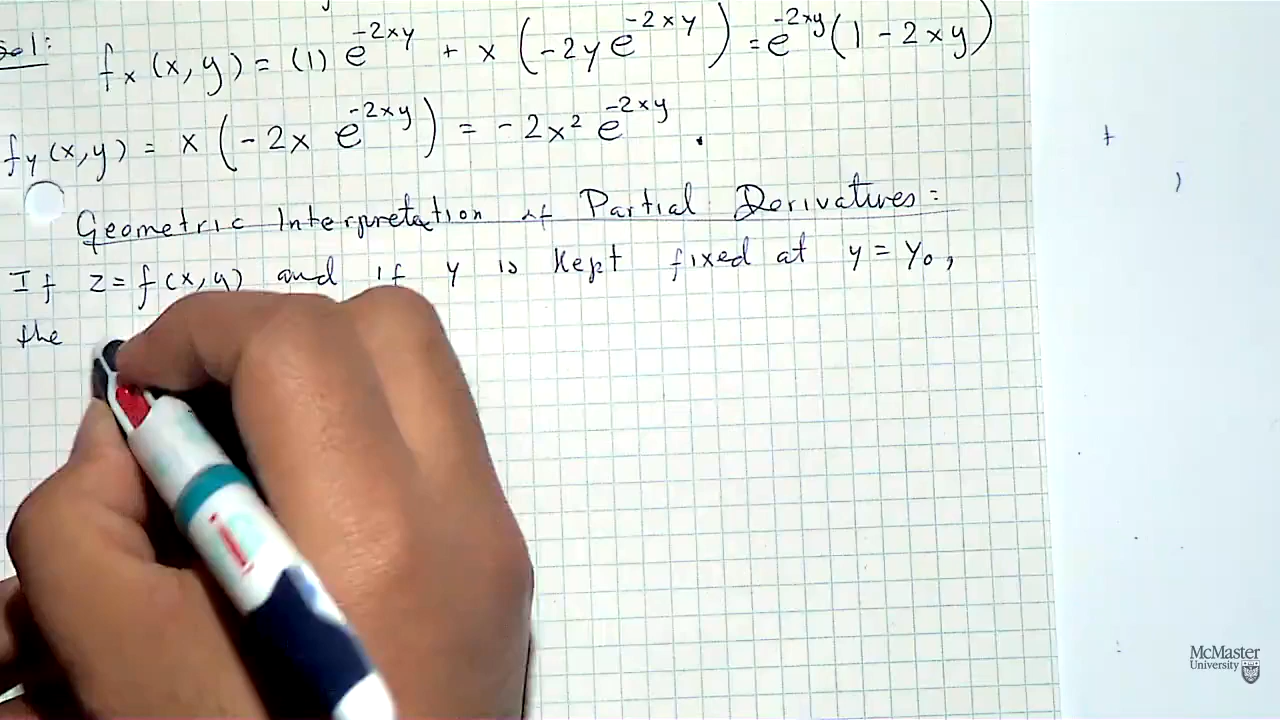 Sol:
fx (x, y) = (1) e^{-2xy} + x (-2y e^{-2xy}) = e^{-2xy} (1 - 2xy)
fy (x, y) = x (-2x e^{-2xy}) = -2x² e^{-2xy} .
Geometric Interpretation of Partial Derivatives:
If z = f(x, y) and if y is kept fixed at y = y₀,
the
McMaster
University